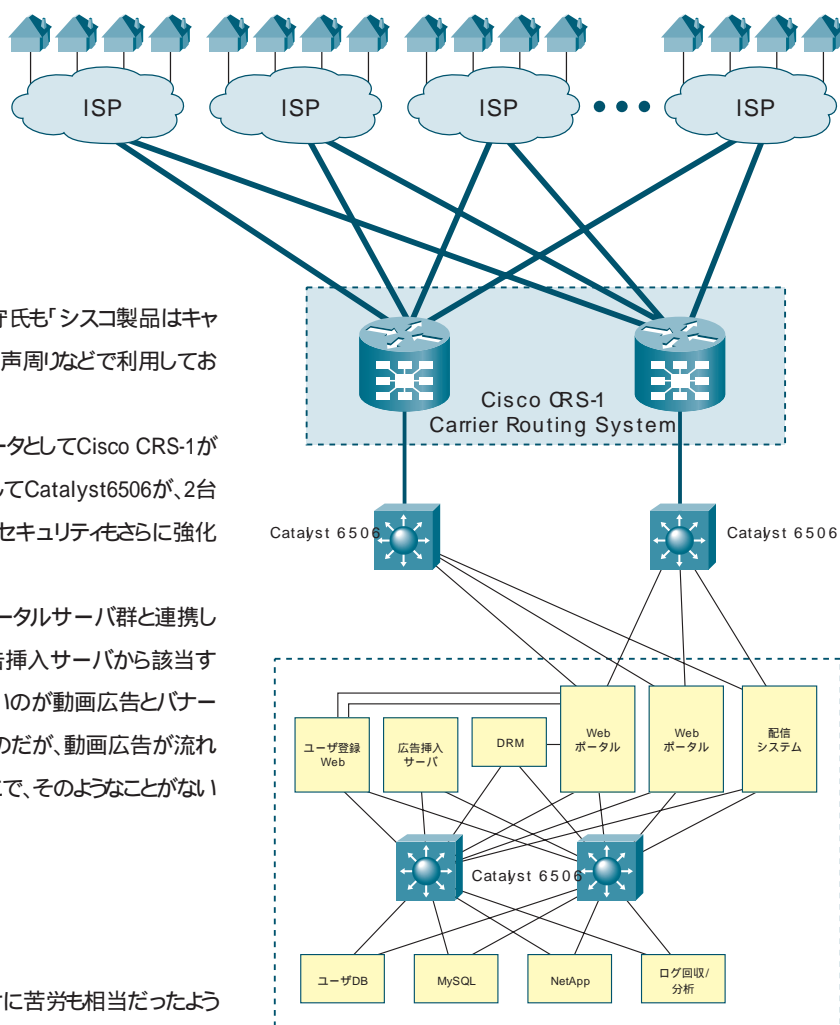 ISP
ISP
ISP
ISP
守氏も「シスコ製品はキャ
声周りなどで利用してお
ータとしてCisco CRS-1が
してCatalyst6506が、2台
セキュリティもさらに強化
ータルサーバ群と連携し
告挿入サーバから該当す
いのが動画広告とバナー
のだが、動画広告が流れ
こで、そのようなことがない
けに苦労も相当だったよう
Cisco CRS-1
Carrier Routing System
Catalyst 6506
Catalyst 6506
ユーザ登録
Web
広告挿入
サーバ
DRM
Web
ポータル
Web
ポータル
配信
システム
Catalyst 6506
ユーザDB
MySQL
NetApp
ログ回収/
分析